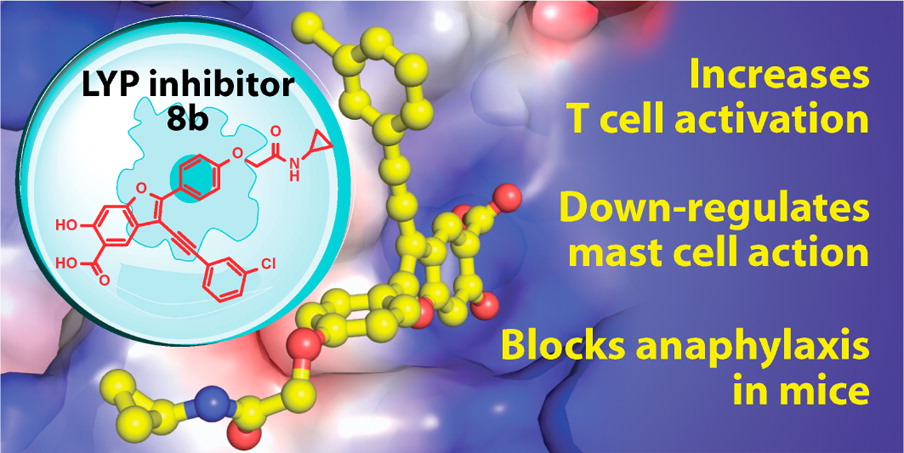 LYP inhibitor
8b
O
O
N
H
O
HO
HO
O
Cl
Increases
T cell activation
Down-regulates
mast cell action
Blocks anaphylaxis
in mice